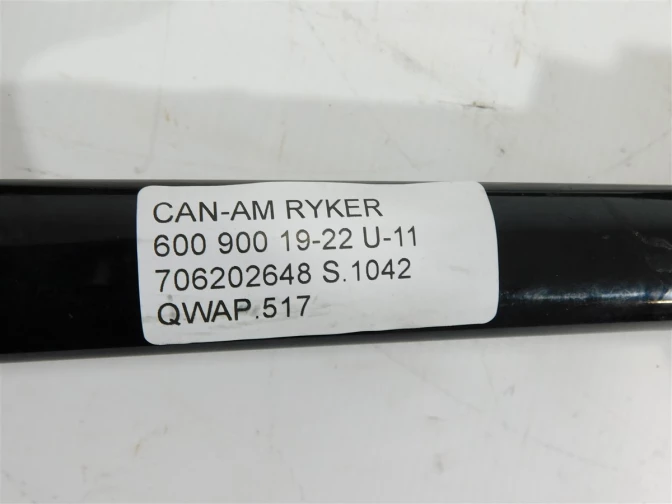 CAN-AM RYKER
600 900 19-22 U-11
706202648 S.1042
QWAP.517